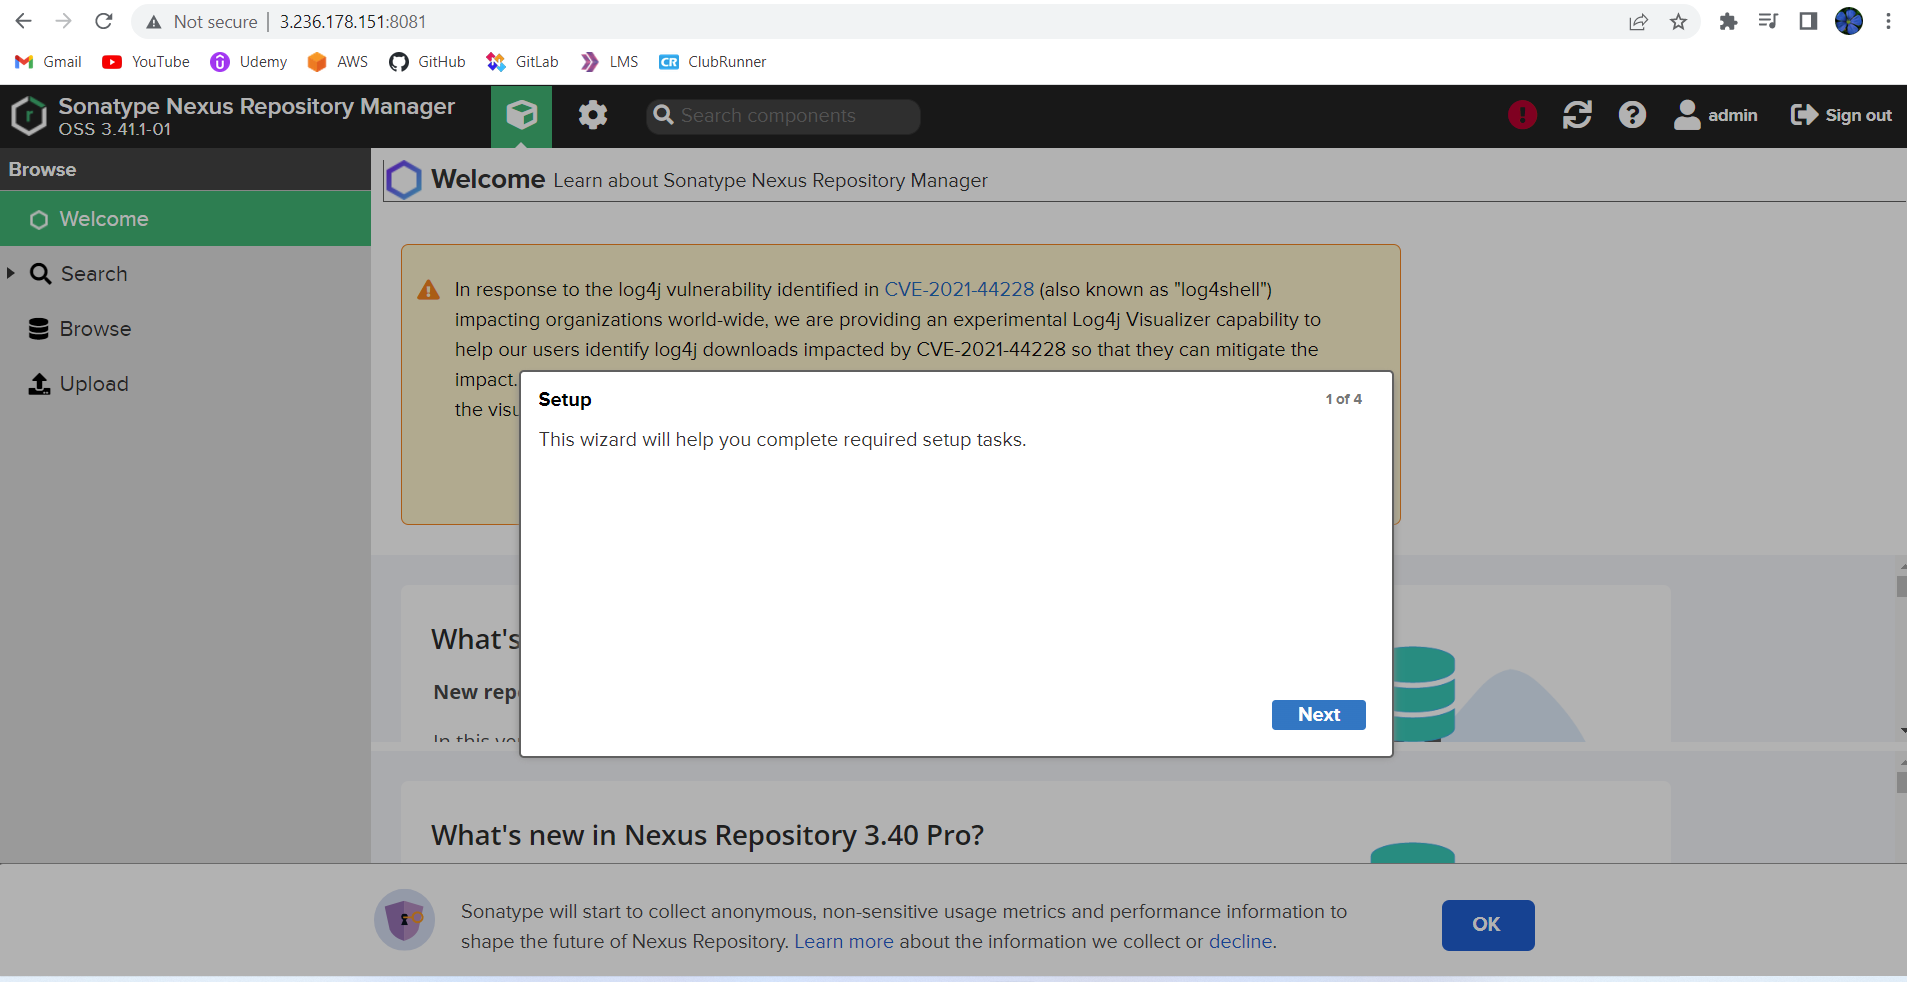 Not secure | 3.236.178.151:8081
Gmail YouTube Udemy AWS GitHub GitLab LMS CR ClubRunner
Sonatype Nexus Repository Manager
OSS 3.41.1-01
Search components
admin
Sign out
Browse
Welcome
Search
Browse
Upload
Welcome Learn about Sonatype Nexus Repository Manager
In response to the log4j vulnerability identified in CVE-2021-44228 (also known as "log4shell")
impacting organizations world-wide, we are providing an experimental Log4j Visualizer capability to
help our users identify log4j downloads impacted by CVE-2021-44228 so that they can mitigate the
impact.
the visu
Setup 1 of 4
This wizard will help you complete required setup tasks.
Next
What's
New rep
In this ve
What's new in Nexus Repository 3.40 Pro?
Sonatype will start to collect anonymous, non-sensitive usage metrics and performance information to
shape the future of Nexus Repository. Learn more about the information we collect or decline.
OK